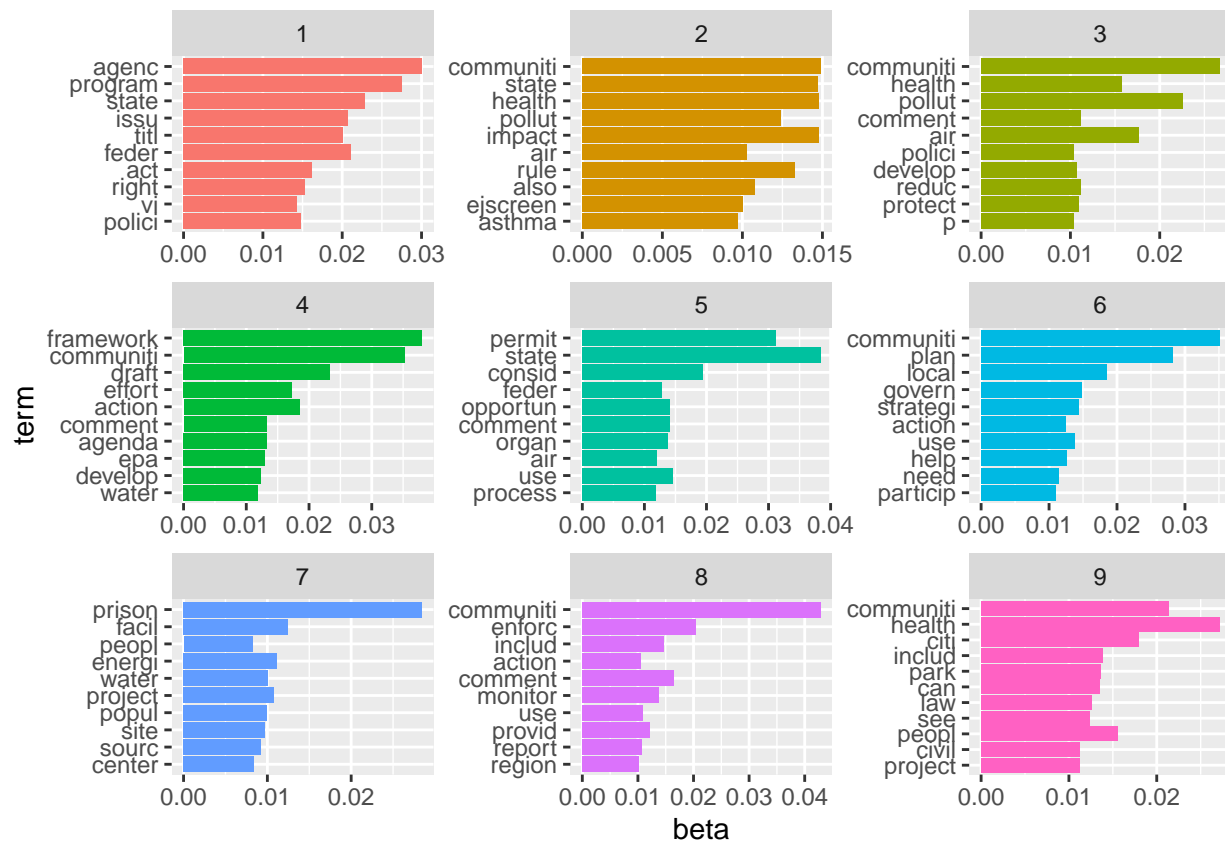 1
agenc
program
state
issu
titl
feder
act
right
vi
polici
0.00 0.01 0.02 0.03
2
communiti
state
health
pollut
impact
air
rule
also
ejscreen
asthma
0.000 0.005 0.010 0.015
3
communiti
health
pollut
comment
air
polici
develop
reduc
protect
p
0.00 0.01 0.02
term
4
framework
communiti
draft
effort
action
comment
agenda
epa
develop
water
0.00 0.01 0.02 0.03
5
permit
state
consid
feder
opportun
comment
organ
air
use
process
0.00 0.01 0.02 0.03 0.04
6
communiti
plan
local
govern
strategi
action
use
help
need
particip
0.00 0.01 0.02 0.03
7
prison
facil
peopl
energi
water
project
popul
site
sourc
center
0.00 0.01 0.02
8
communiti
enforc
includ
action
comment
monitor
use
provid
report
region
0.00 0.01 0.02 0.03 0.04
9
communiti
health
citi
includ
park
can
law
see
peopl
civil
project
0.00 0.01 0.02
beta